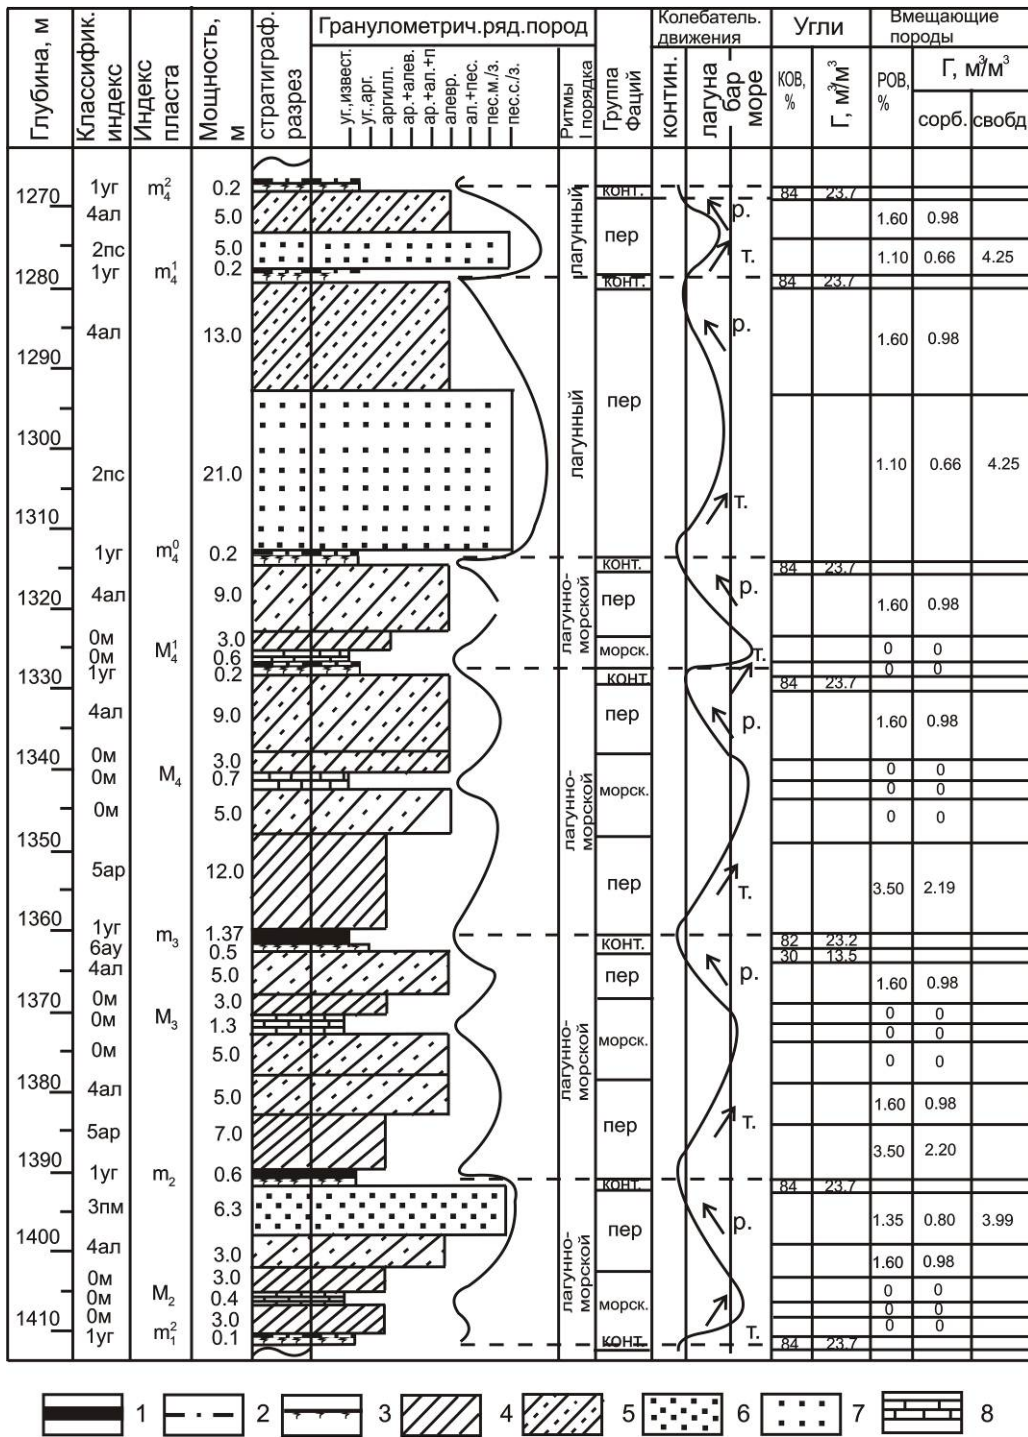 Глубина, м
Классифик. индекс
Индекс пласта
Мощность, м
стратиграф. разрез
Гранулометрич.ряд.пород
уг.,извест.
уг.,арг.
аргилл.
ар.+алев.
ар.+ал.+п
алевр.
ал.+пес.
пес.м./з.
пес.с./з.
Ритмы I порядка
Группа Фаций
Колебатель. движения
контин.
лагуна
бар
море
Угли
КОВ, %
Г, м³/м³
Вмещающие породы
РОВ, %
Г, м³/м³
сорб.
свобд
1270 1уг m₄² 0.2 конт. 84 23.7
4ал 5.0 лагунный пер р. 1.60 0.98
2пс 5.0 т. 1.10 0.66 4.25
1280 1уг m₄¹ 0.2 конт. 84 23.7
4ал 13.0 р. 1.60 0.98
1290
лагунный пер
1300
2пс 21.0 т. 1.10 0.66 4.25
1310
1уг m₄⁰ 0.2 конт. 84 23.7
1320 4ал 9.0 лагунно-морской пер р. 1.60 0.98
0м 3.0 морск. т. 0 0
0м M₄¹ 0.6 0 0
1330 1уг 0.2 конт 84 23.7
4ал 9.0 пер р. 1.60 0.98
1340 0м 3.0 0 0
0м M₄ 0.7 лагунно-морской морск. 0 0
0м 5.0 0 0
1350
5ар 12.0 пер т. 3.50 2.19
1360 1уг m₃ 1.37 82 23.2
6ау 0.5 конт. 30 13.5
4ал 5.0 пер р. 1.60 0.98
1370 0м 3.0 0 0
0м M₃ 1.3 морск. 0 0
0м 5.0 лагунно-морской 0 0
1380 4ал 5.0 1.60 0.98
5ар 7.0 пер т. 3.50 2.20
1390 1уг m₂ 0.6 конт. 84 23.7
3пм 6.3 пер р. 1.35 0.80 3.99
1400 4ал 3.0 лагунно-морской 1.60 0.98
0м 3.0 0 0
0м M₂ 0.4 морск. 0 0
1410 0м 3.0 т. 0 0
1уг m₁² 0.1 конт. 84 23.7
1 2 3 4 5 6 7 8